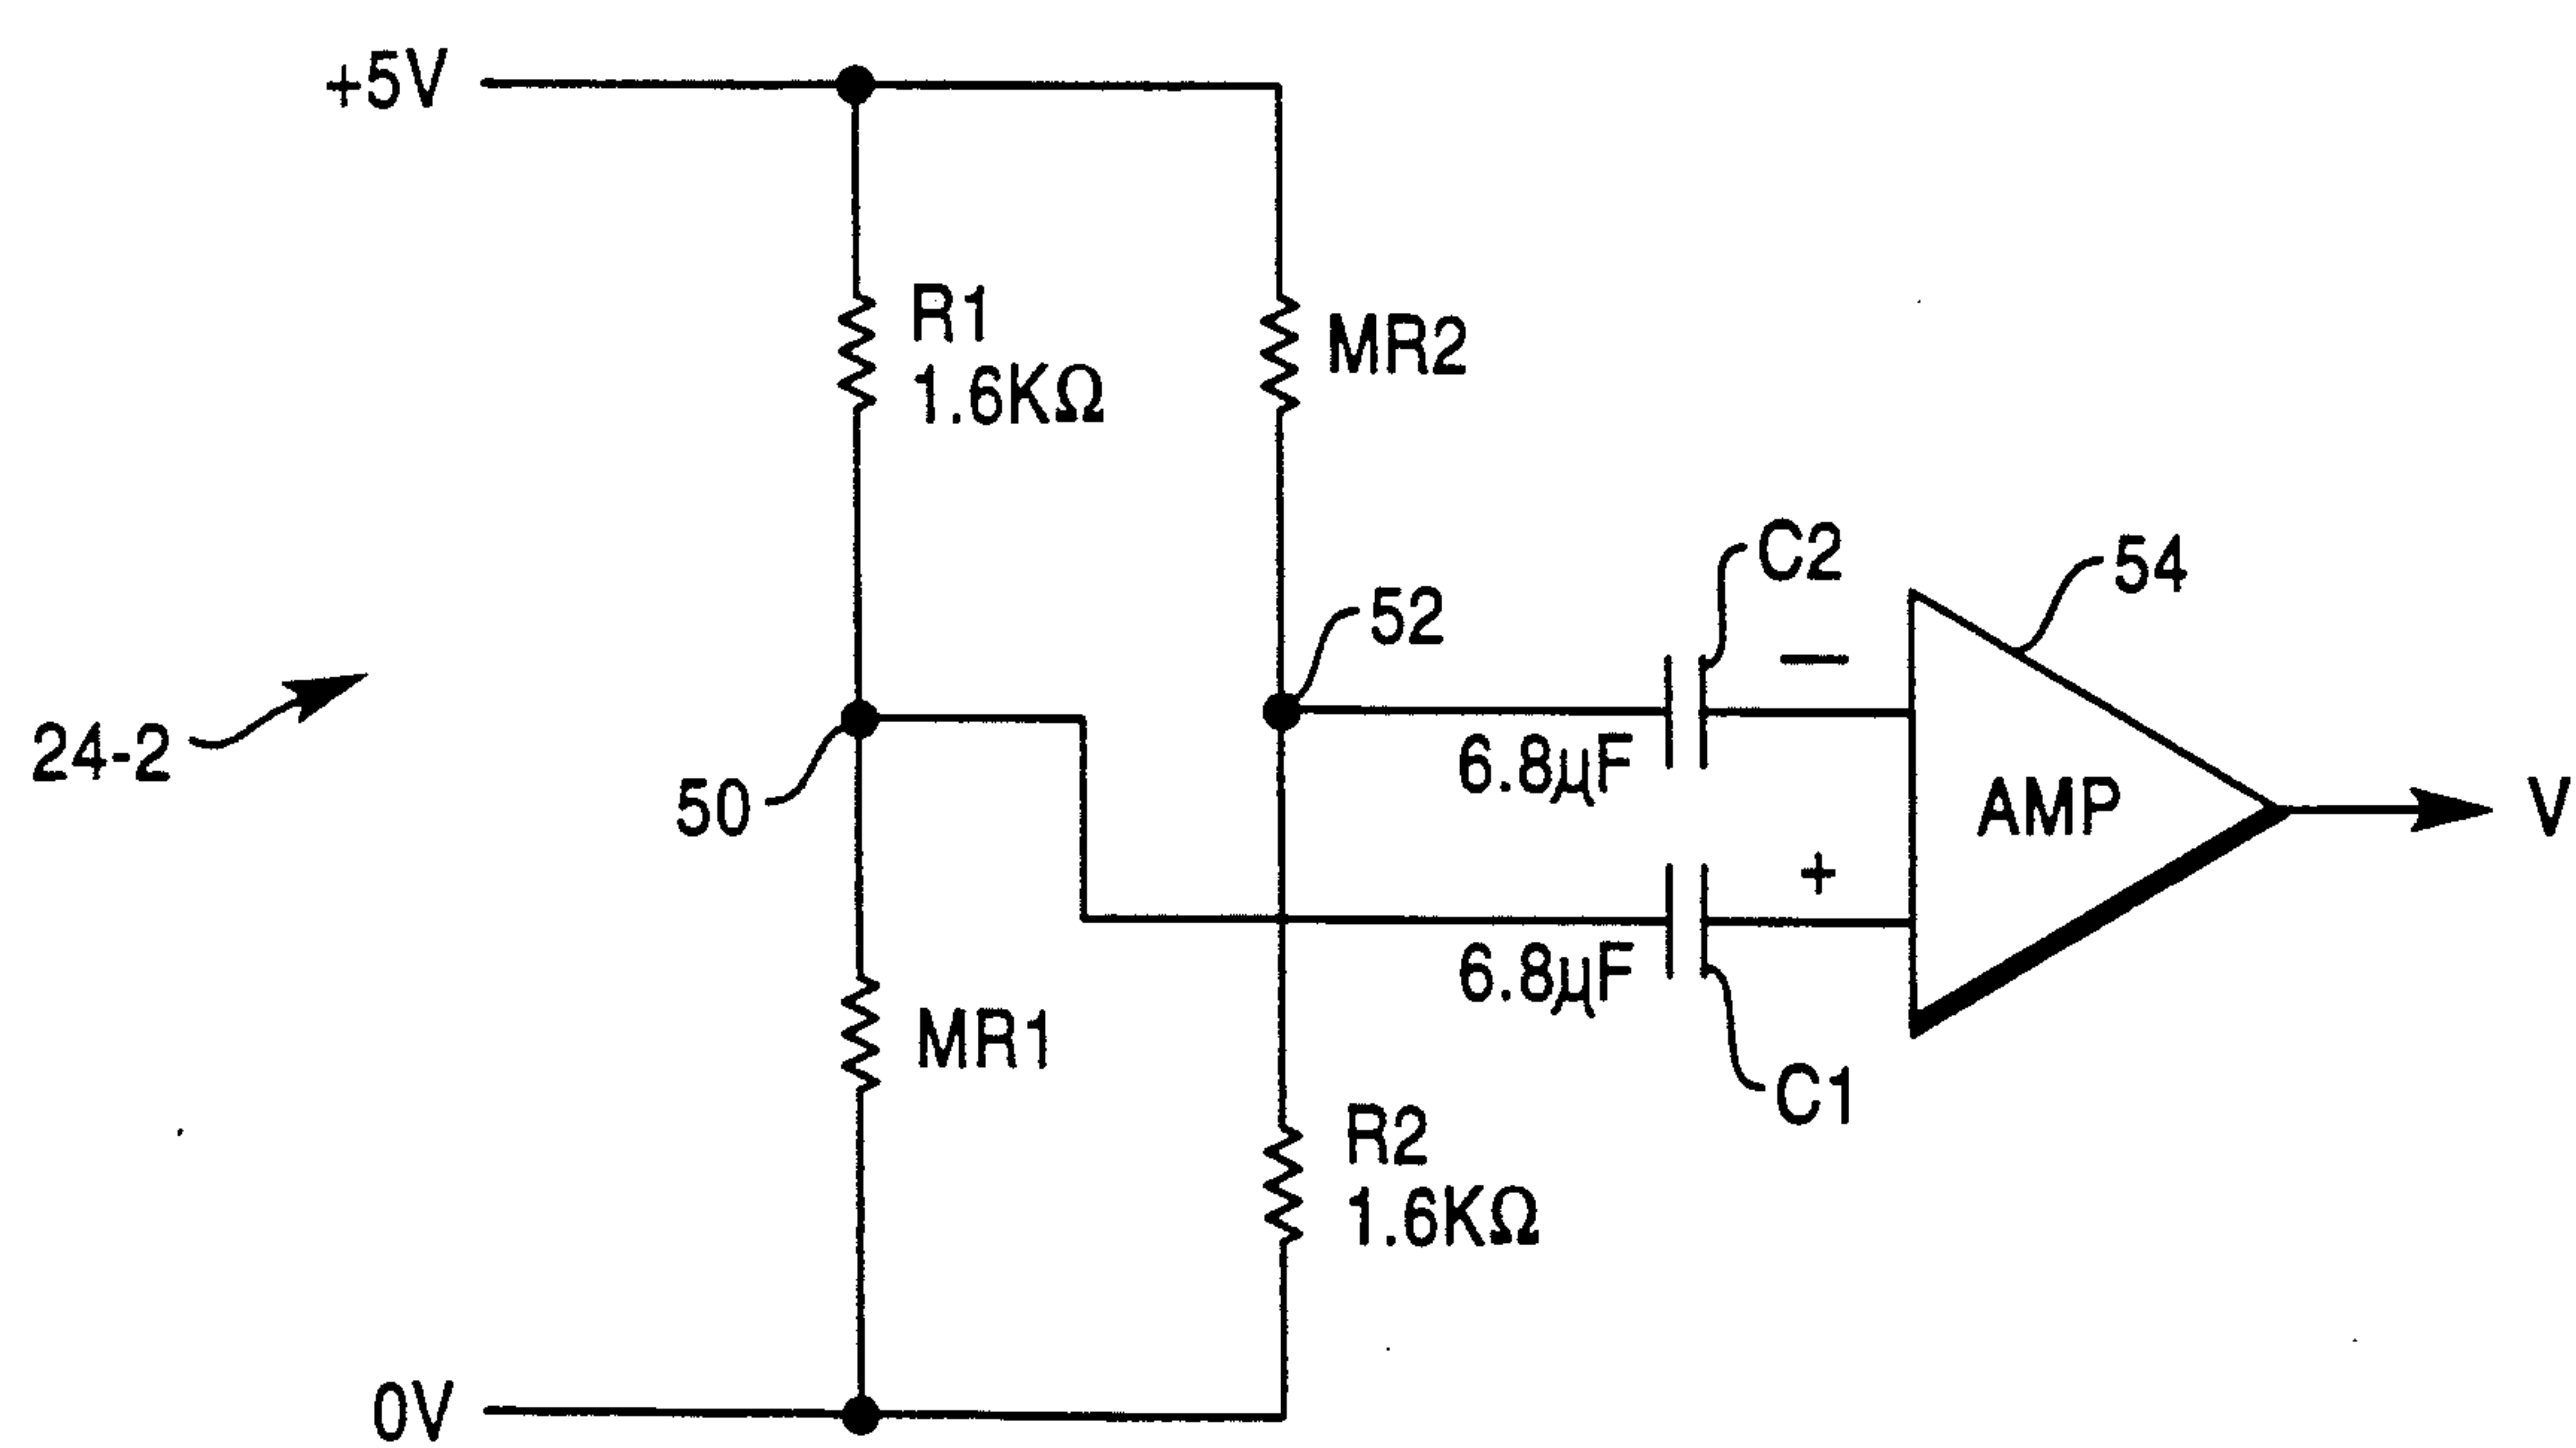 +5V
R1
1.6KΩ
MR2
C2
54
52
24-2
6.8µF
—
50
AMP
V
+
6.8µF
MR1
C1
R2
1.6KΩ
0V